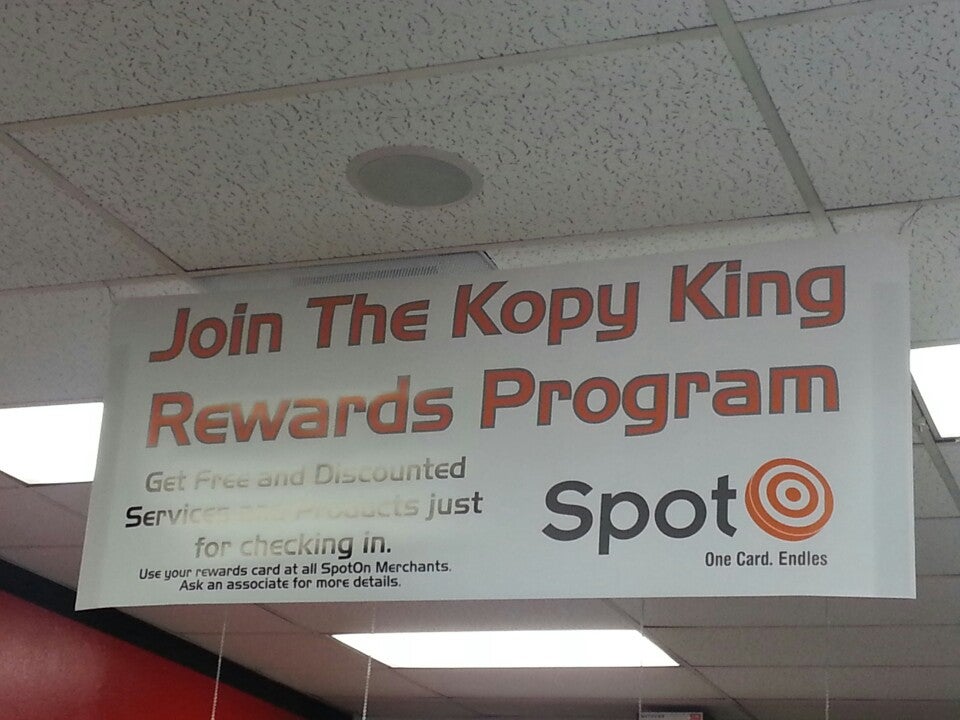 Join The Kopy King
Rewards Program
Get Free and Discounted
Services and Products just
for checking in.
Use your rewards card at all SpotOn Merchants.
Ask an associate for more details.
Spot
One Card. Endles